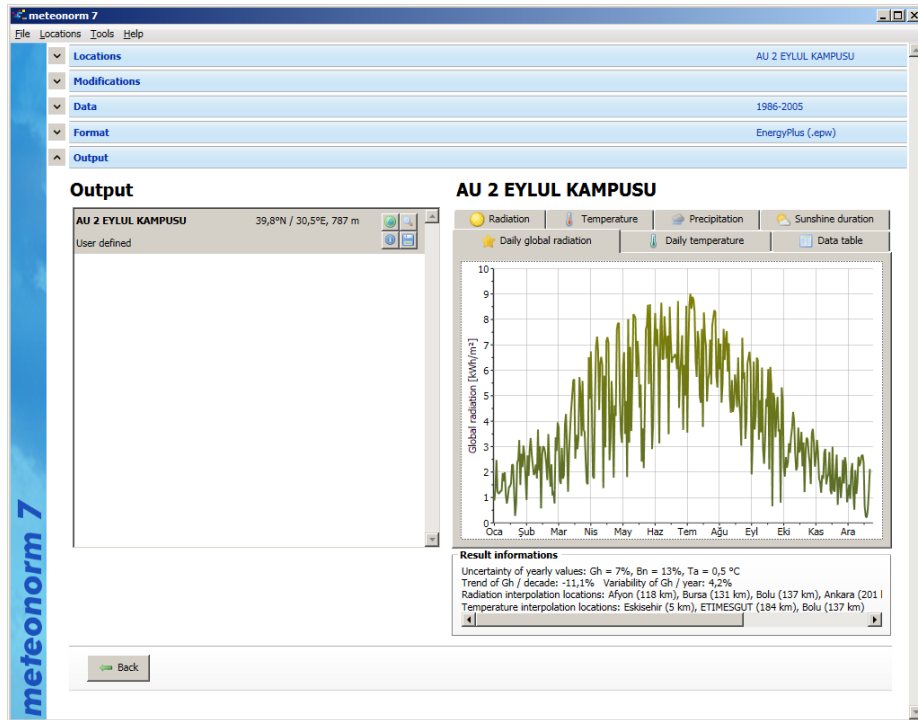 meteonorm 7
File Locations Tools Help
Locations AU 2 EYLUL KAMPUSU
Modifications
Data 1986-2005
Format EnergyPlus (.epw)
Output
Output
AU 2 EYLUL KAMPUSU 39,8°N / 30,5°E, 787 m
User defined
AU 2 EYLUL KAMPUSU
Radiation Temperature Precipitation Sunshine duration
Daily global radiation Daily temperature Data table
Global radiation [kWh/m²]
10
9
8
7
6
5
4
3
2
1
0
Oca Şub Mar Nis May Haz Tem Ağu Eyl Eki Kas Ara
Result informations
Uncertainty of yearly values: Gh = 7%, Bn = 13%, Ta = 0,5 °C
Trend of Gh / decade: -11,1% Variability of Gh / year: 4,2%
Radiation interpolation locations: Afyon (118 km), Bursa (131 km), Bolu (137 km), Ankara (201
Temperature interpolation locations: Eskisehir (5 km), ETIMESGUT (184 km), Bolu (137 km)
Back
meteonorm 7